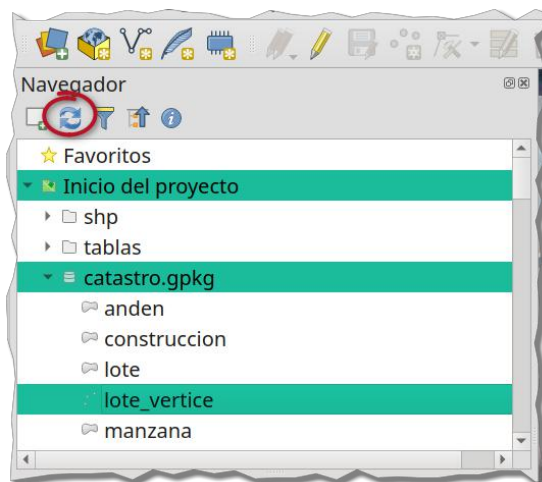 Navegador
Favoritos
Inicio del proyecto
shp
tablas
catastro.gpkg
anden
construccion
lote
lote_vertice
manzana